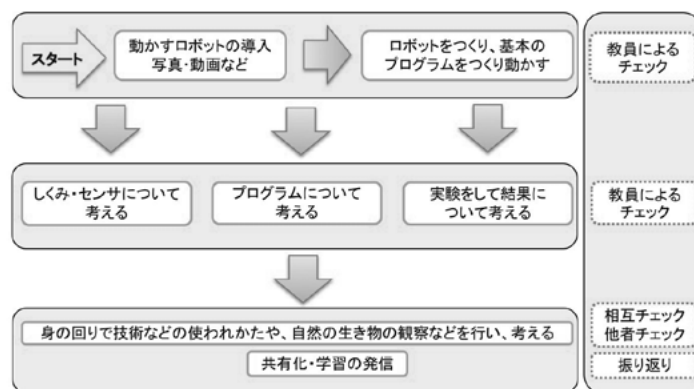 スタート
動かすロボットの導入
写真・動画など
ロボットをつくり、基本の
プログラムをつくり動かす
教員による
チェック
しくみ・センサについて
考える
プログラムについて
考える
実験をして結果に
ついて考える
教員による
チェック
身の回りで技術などの使われかたや、自然の生き物の観察などを行い、考える
共有化・学習の発信
相互チェック
他者チェック
振り返り